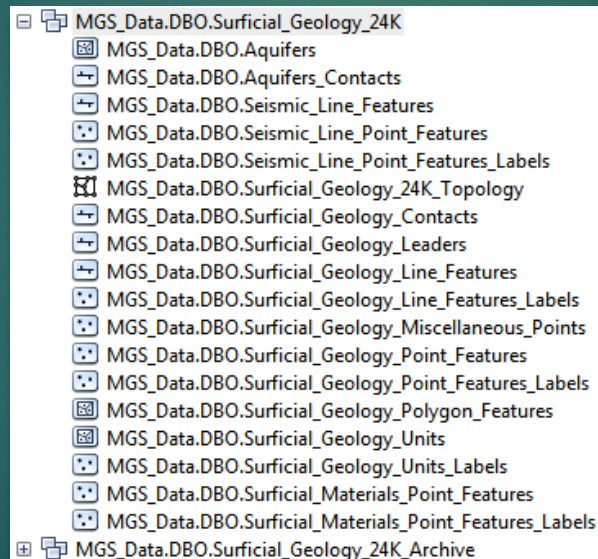 MGS_Data.DBO.Surficial_Geology_24K
MGS_Data.DBO.Aquifers
MGS_Data.DBO.Aquifers_Contacts
MGS_Data.DBO.Seismic_Line_Features
MGS_Data.DBO.Seismic_Line_Point_Features
MGS_Data.DBO.Seismic_Line_Point_Features_Labels
MGS_Data.DBO.Surficial_Geology_24K_Topology
MGS_Data.DBO.Surficial_Geology_Contacts
MGS_Data.DBO.Surficial_Geology_Leaders
MGS_Data.DBO.Surficial_Geology_Line_Features
MGS_Data.DBO.Surficial_Geology_Line_Features_Labels
MGS_Data.DBO.Surficial_Geology_Miscellaneous_Points
MGS_Data.DBO.Surficial_Geology_Point_Features
MGS_Data.DBO.Surficial_Geology_Point_Features_Labels
MGS_Data.DBO.Surficial_Geology_Polygon_Features
MGS_Data.DBO.Surficial_Geology_Units
MGS_Data.DBO.Surficial_Geology_Units_Labels
MGS_Data.DBO.Surficial_Materials_Point_Features
MGS_Data.DBO.Surficial_Materials_Point_Features_Labels
MGS_Data.DBO.Surficial_Geology_24K_Archive